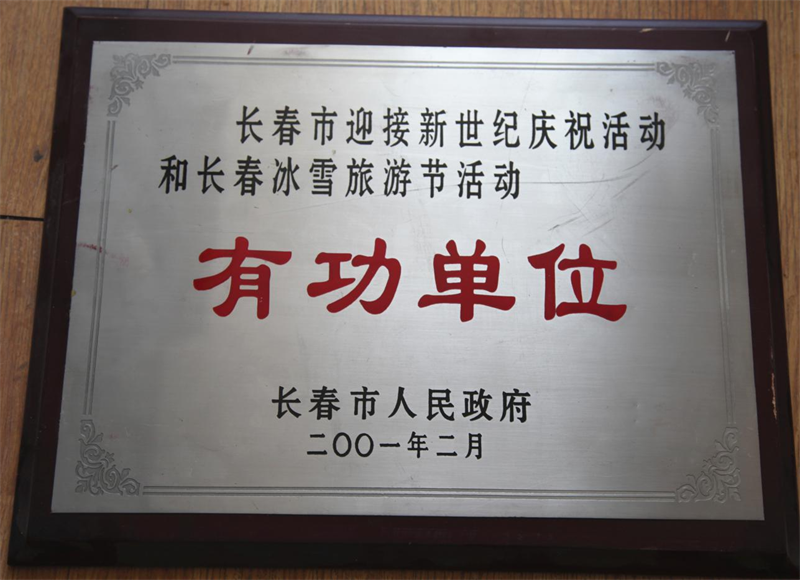 长春市迎接新世纪庆祝活动
和长春冰雪旅游节活动
有功单位
长春市人民政府
二〇〇一年二月